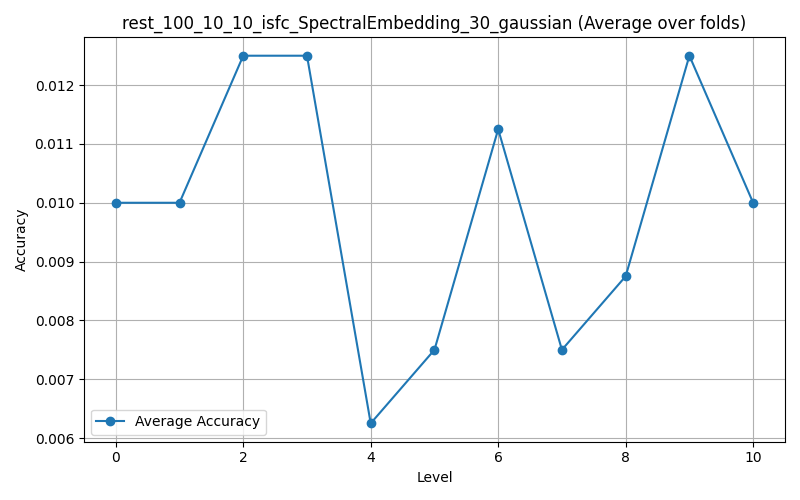 rest_100_10_10_isfc_SpectralEmbedding_30_gaussian (Average over folds)
0.012
0.011
0.010
0.009
0.008
0.007
0.006
Accuracy
Average Accuracy
0 2 4 6 8 10
Level